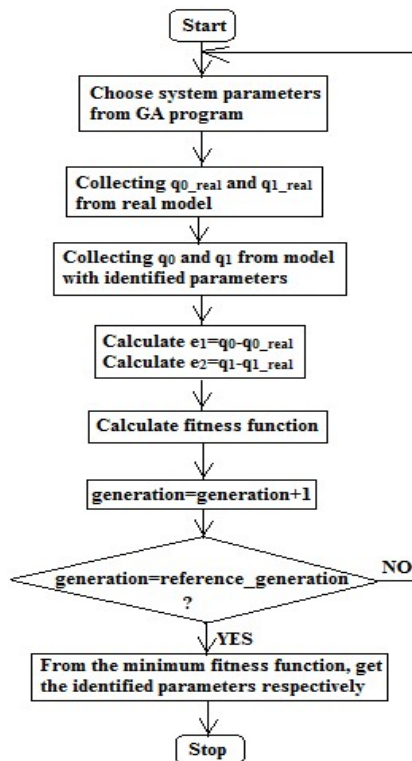 Start
Choose system parameters
from GA program
Collecting q0_real and q1_real
from real model
Collecting q0 and q1 from model
with identified parameters
Calculate e1=q0-q0_real
Calculate e2=q1-q1_real
Calculate fitness function
generation=generation+1
generation=reference_generation
?
NO
YES
From the minimum fitness function, get
the identified parameters respectively
Stop